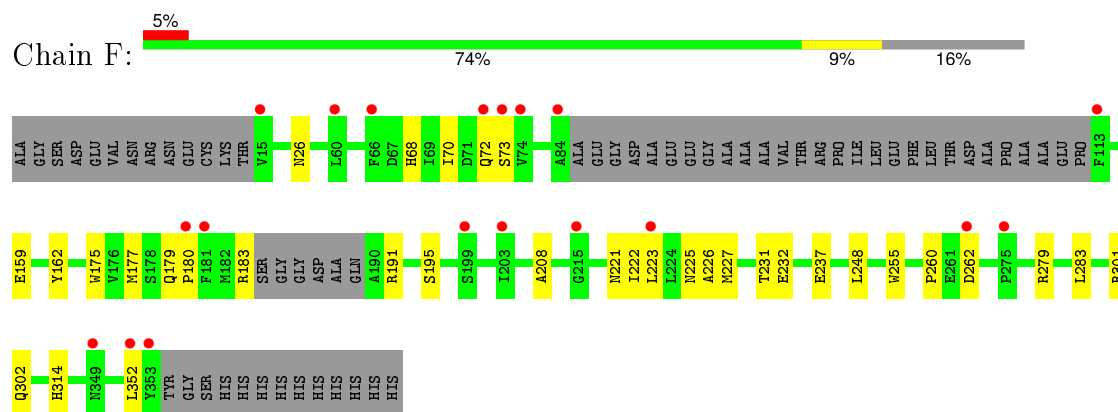 5%
Chain F:
74% 9% 16%
ALA GLY SER ASP GLU VAL ASN ARG ASN GLU CYS LYS THR V15 N26 L60 F66 D67 H68 I69 I70 D71 Q72 S73 V74 A84 ALA GLU GLY ASP ALA GLU GLU GLY ALA ALA ALA VAL THR ARG PRO ILE LEU GLU PHE LEU THR ASP ALA PRO ALA ALA GLU PRO F113
E159 Y162 W175 V176 M177 S178 Q179 P180 F181 M182 R183 SER GLY GLY ASP ALA GLN A190 R191 S195 S199 I203 A208 G215 N221 I222 L223 L224 N225 A226 M227 T231 E232 E237 L248 W255 P260 E261 D262 P275 R279 L283
Q302 H314 N349 L352 Y353 TYR GLY SER HIS HIS HIS HIS HIS HIS HIS HIS HIS HIS